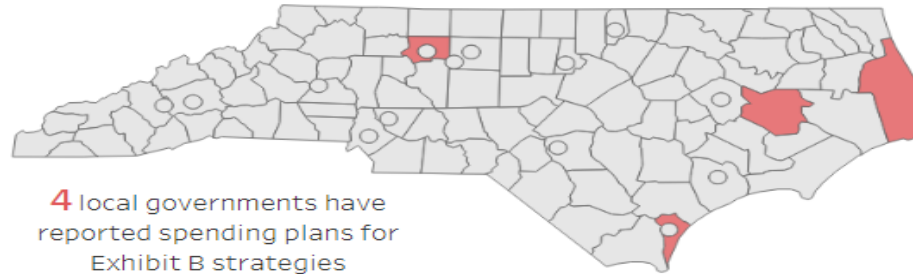 4 local governments have
reported spending plans for
Exhibit B strategies